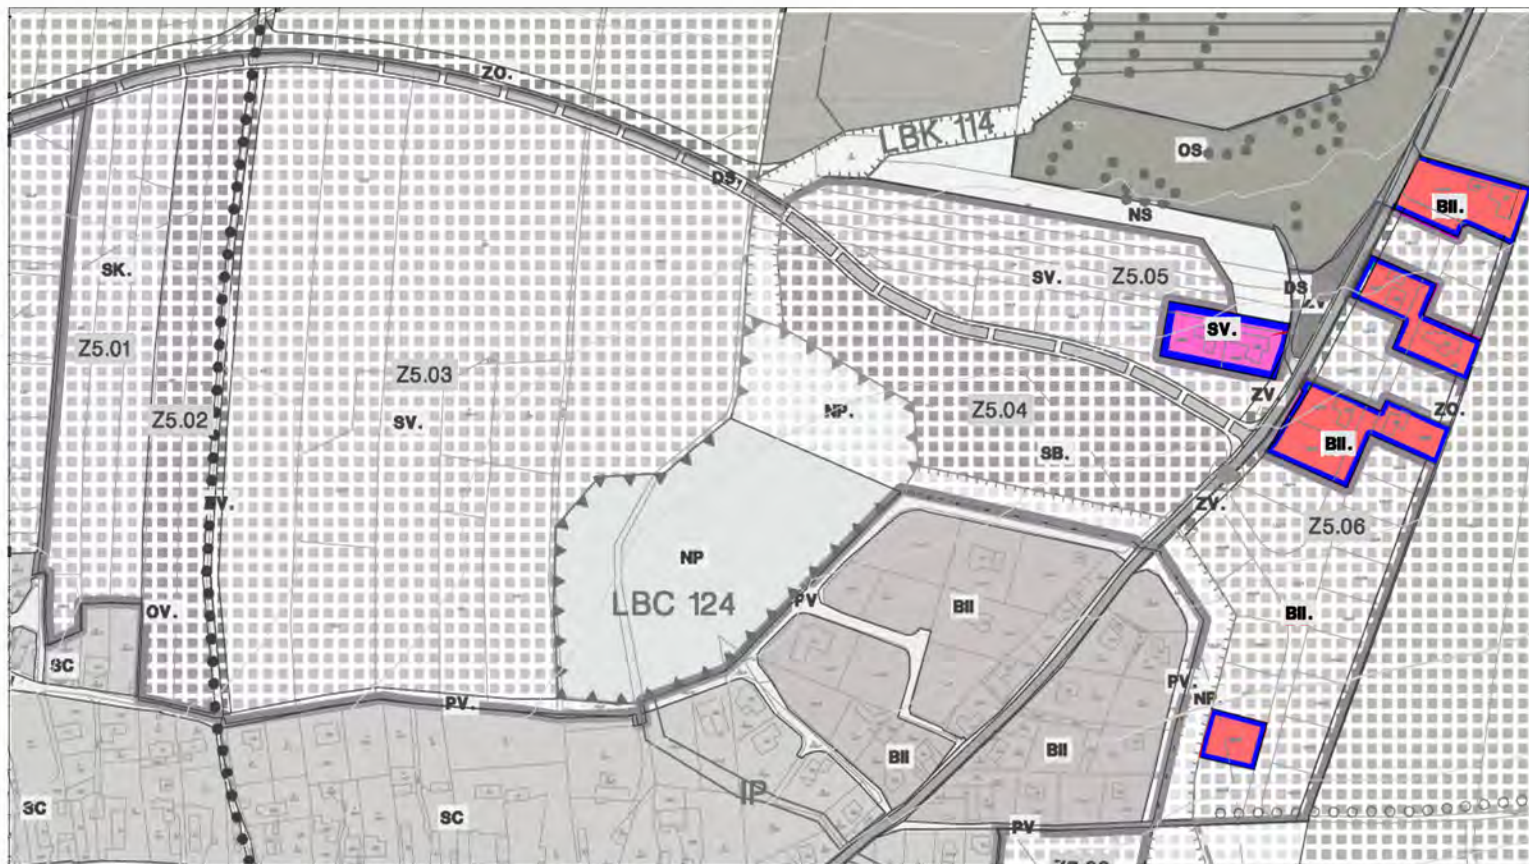 ZO.
LBK 114
OS.
DS.
BII.
NS
SK.
SV.
Z5.05
DS
ZV
SV.
Z5.01
Z5.03
Z5.02
SV.
NP.
Z5.04
ZV.
ZO.
BII.
SB.
ZV.
Z5.06
NP
LBC 124
PV
BII
BII.
OV.
SC
PV.
NP.
PV.
BII
BII
IP
SC
SC
PV